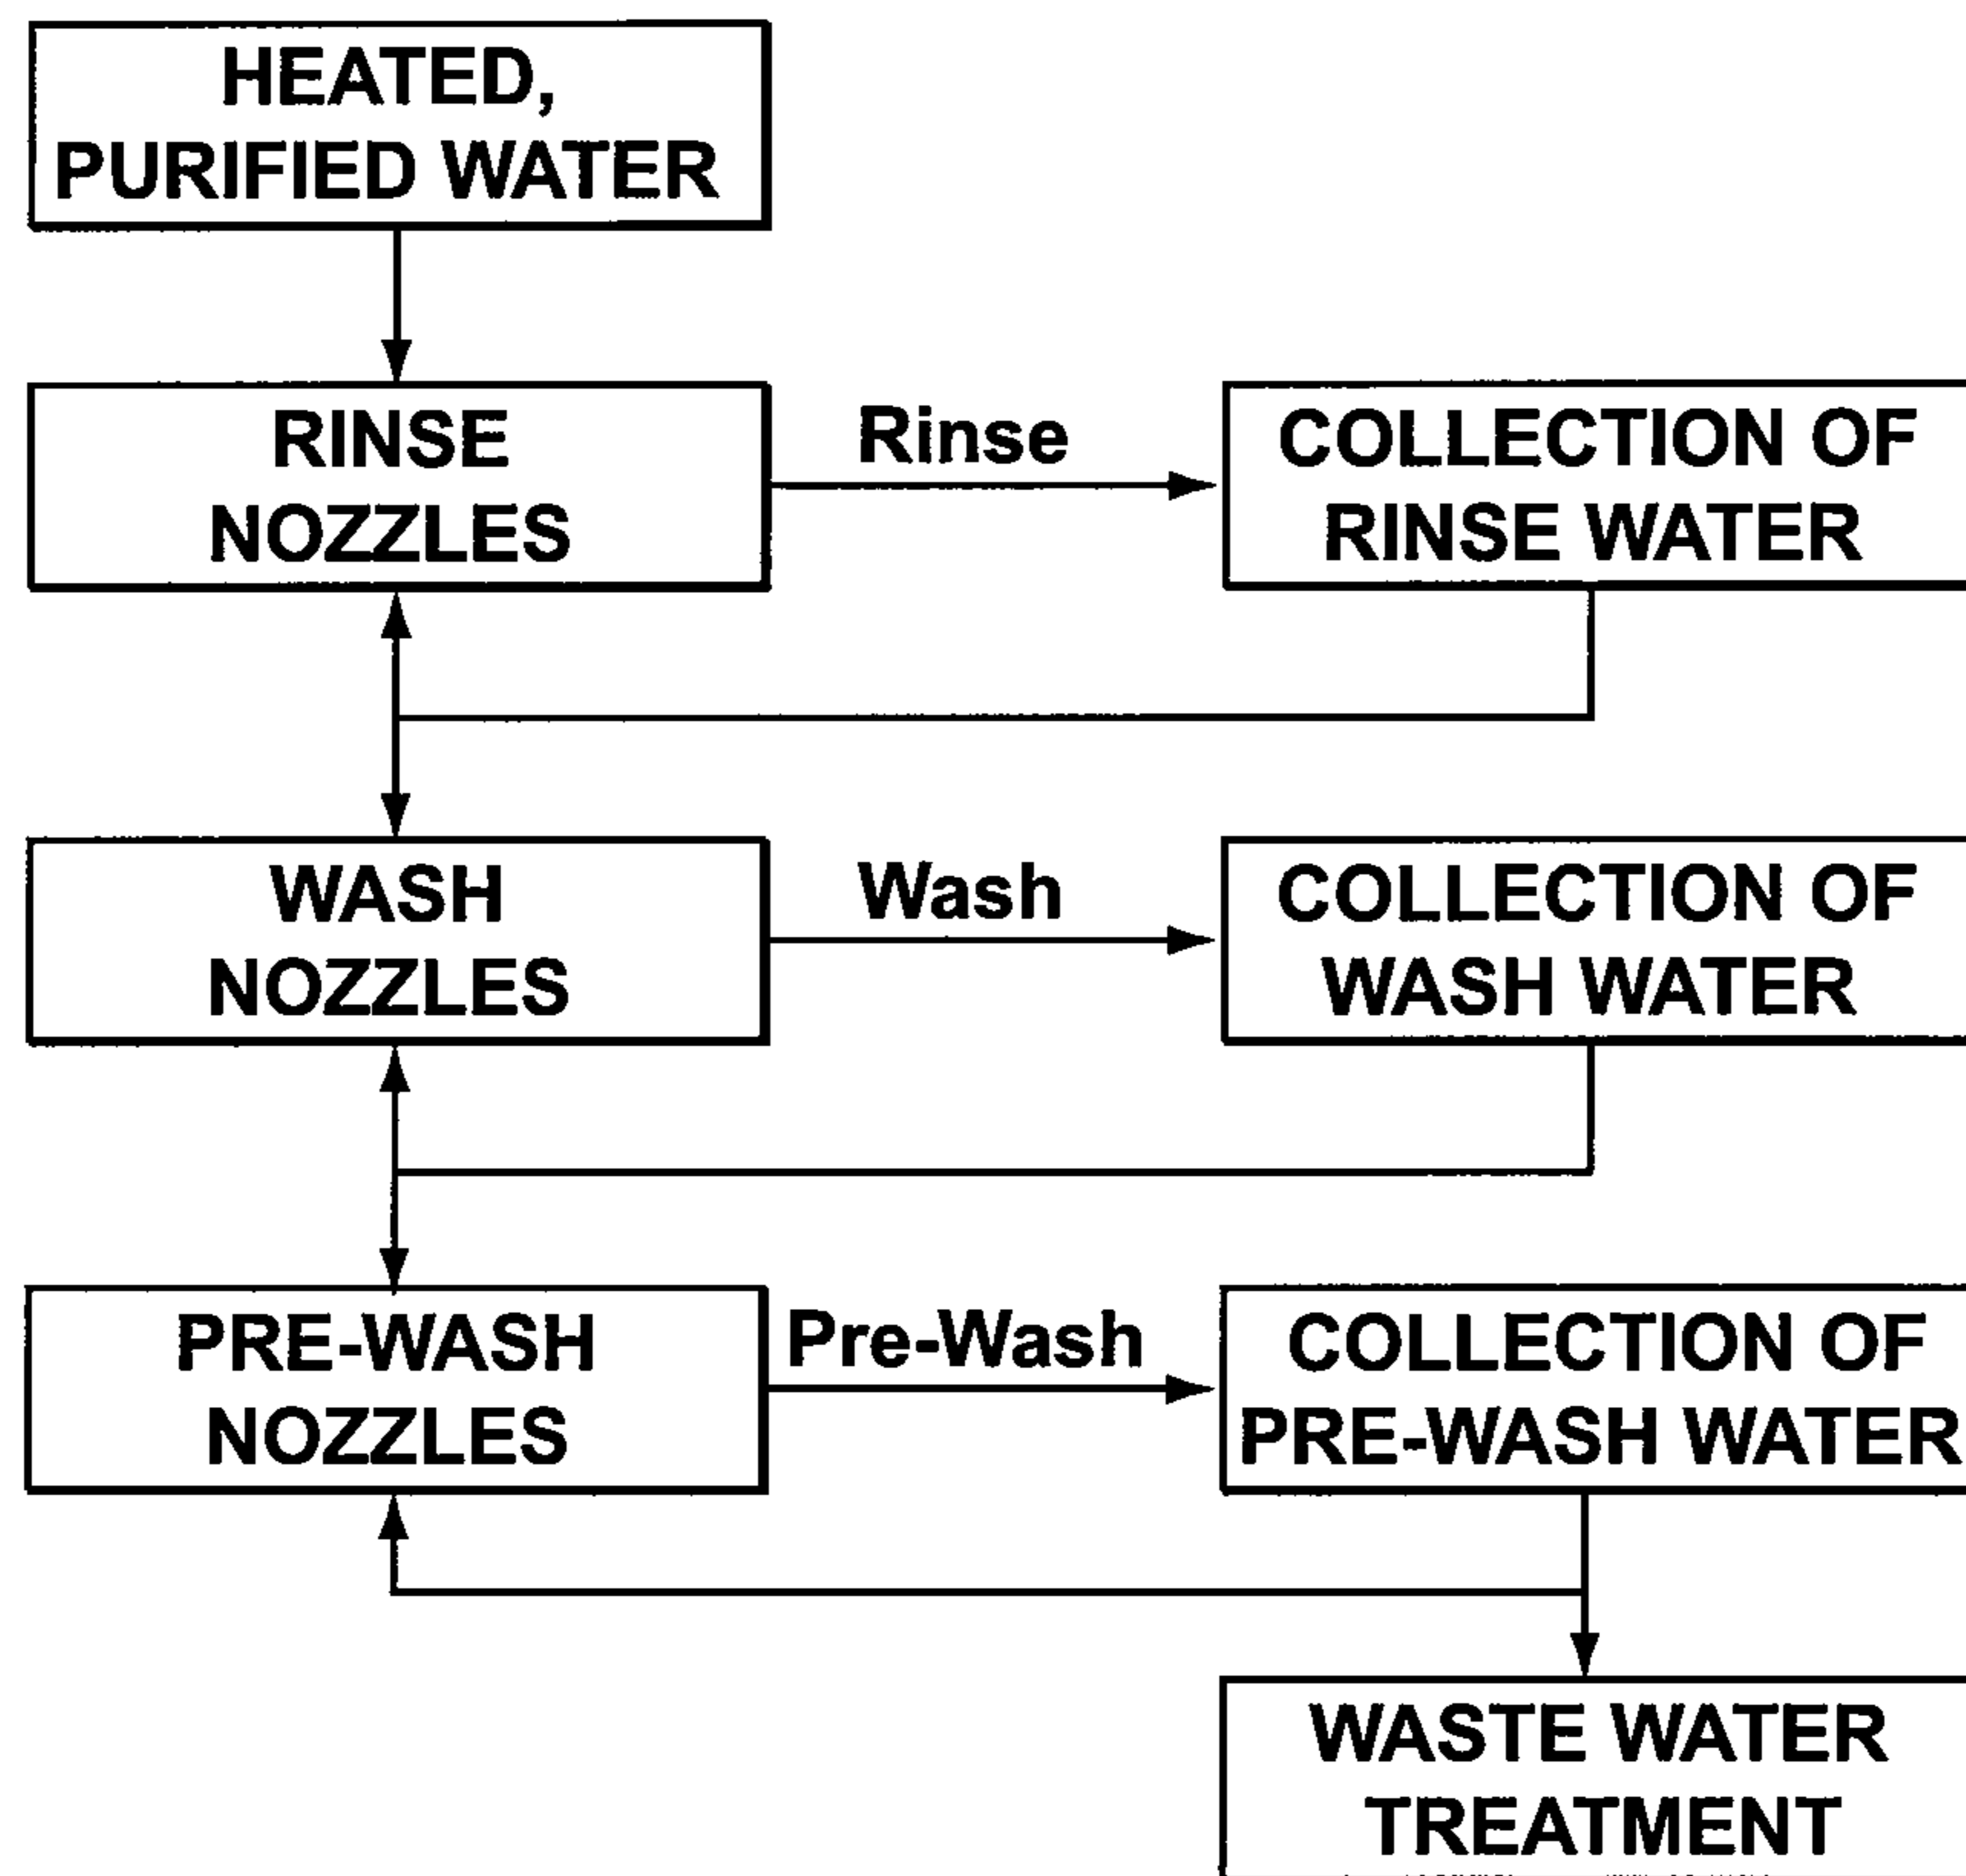 HEATED,
PURIFIED WATER
RINSE
NOZZLES
Rinse
COLLECTION OF
RINSE WATER
WASH
NOZZLES
Wash
COLLECTION OF
WASH WATER
PRE-WASH
NOZZLES
Pre-Wash
COLLECTION OF
PRE-WASH WATER
WASTE WATER
TREATMENT